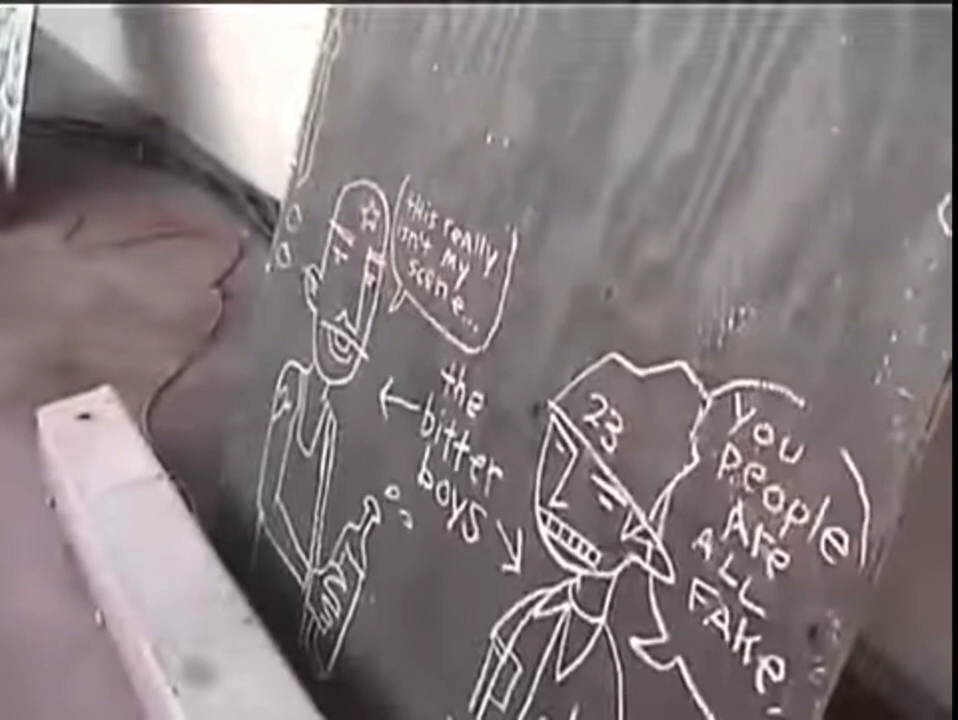 this really
isn't my
scene...
the
bitter
boys
23
You
People
Are
ALL
FAKE.